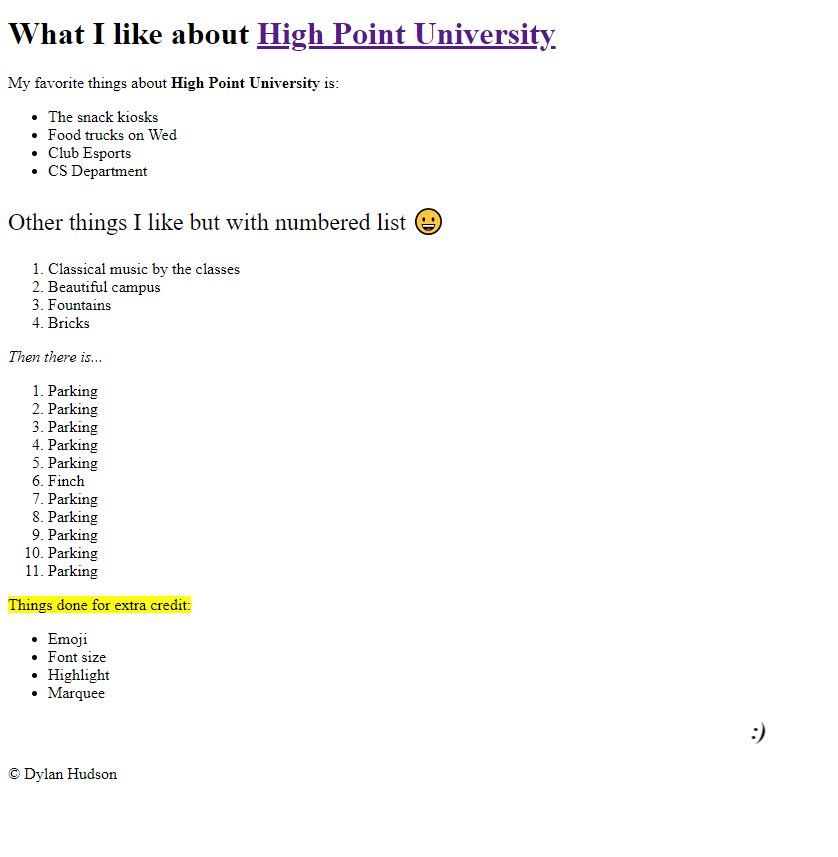 What I like about High Point University
My favorite things about High Point University is:
• The snack kiosks
• Food trucks on Wed
• Club Esports
• CS Department
Other things I like but with numbered list 😀
1. Classical music by the classes
2. Beautiful campus
3. Fountains
4. Bricks
Then there is...
1. Parking
2. Parking
3. Parking
4. Parking
5. Parking
6. Finch
7. Parking
8. Parking
9. Parking
10. Parking
11. Parking
Things done for extra credit:
• Emoji
• Font size
• Highlight
• Marquee
:)
© Dylan Hudson